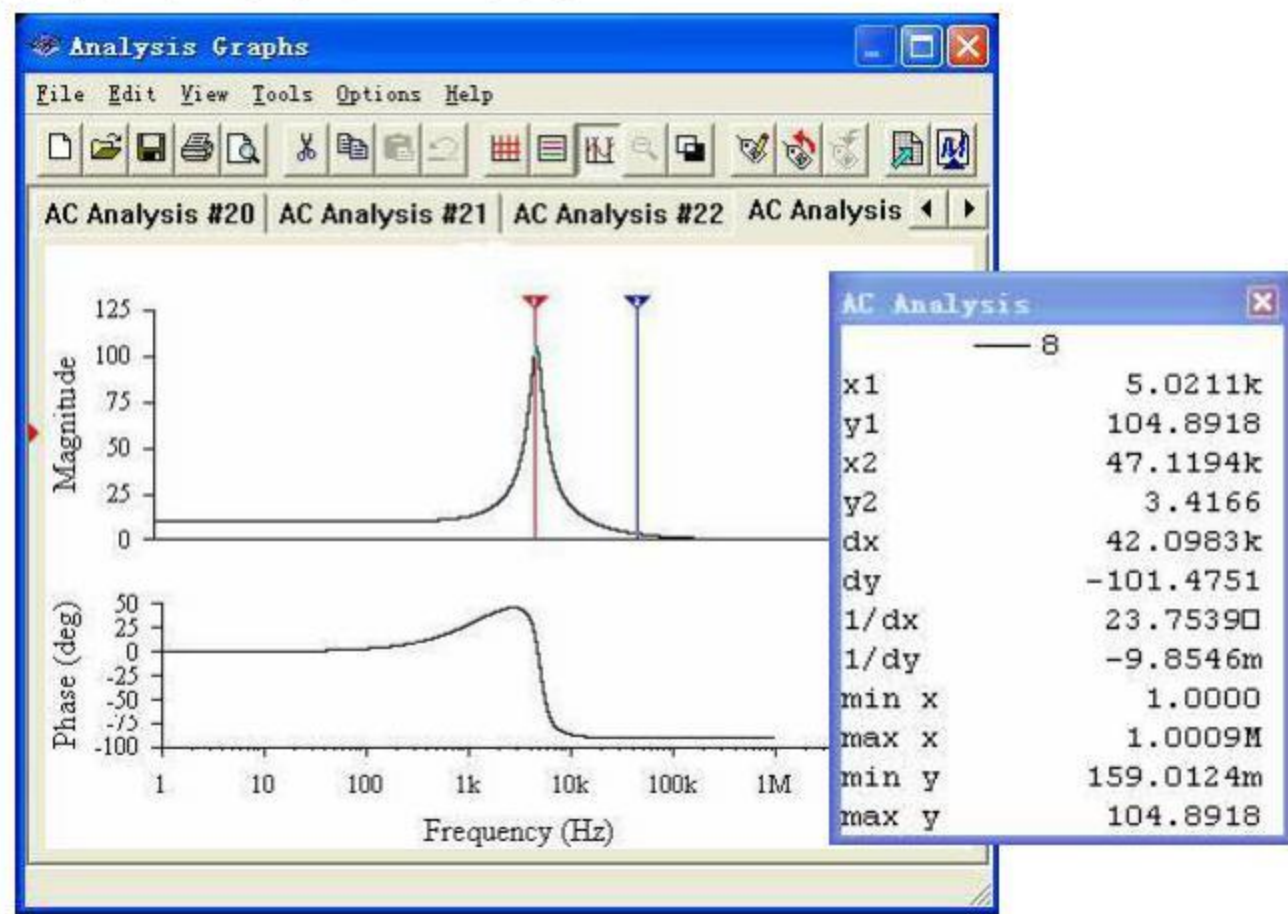 Analysis Graphs
File Edit View Tools Options Help
AC Analysis #20 AC Analysis #21 AC Analysis #22 AC Analysis
Magnitude
125
100
75
50
25
0
Phase (deg)
50
25
0
-25
-50
-75
-100
1 10 100 1k 10k 100k 1M
Frequency (Hz)
AC Analysis
8
x1 5.0211k
y1 104.8918
x2 47.1194k
y2 3.4166
dx 42.0983k
dy -101.4751
1/dx 23.7539□
1/dy -9.8546m
min x 1.0000
max x 1.0009M
min y 159.0124m
max y 104.8918